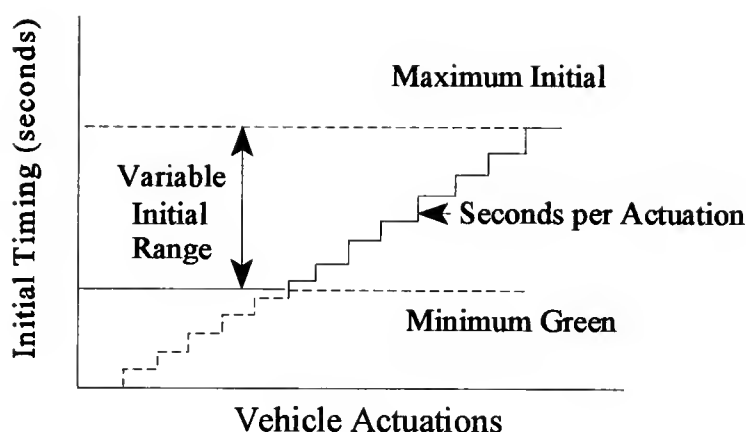 Initial Timing (seconds)
Maximum Initial
Variable
Initial
Range
Seconds per Actuation
Minimum Green
Vehicle Actuations